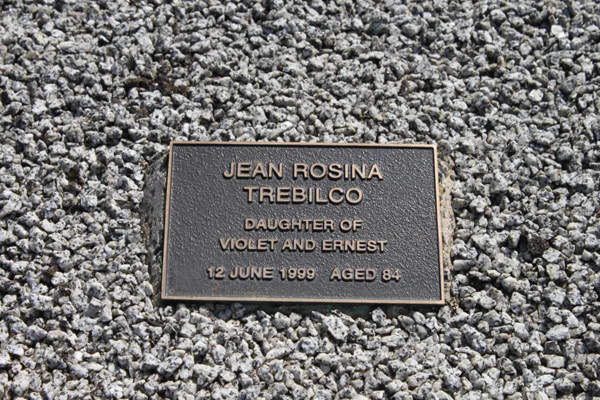 JEAN ROSINA
TREBILCO
DAUGHTER OF
VIOLET AND ERNEST
12 JUNE 1999 AGED 84